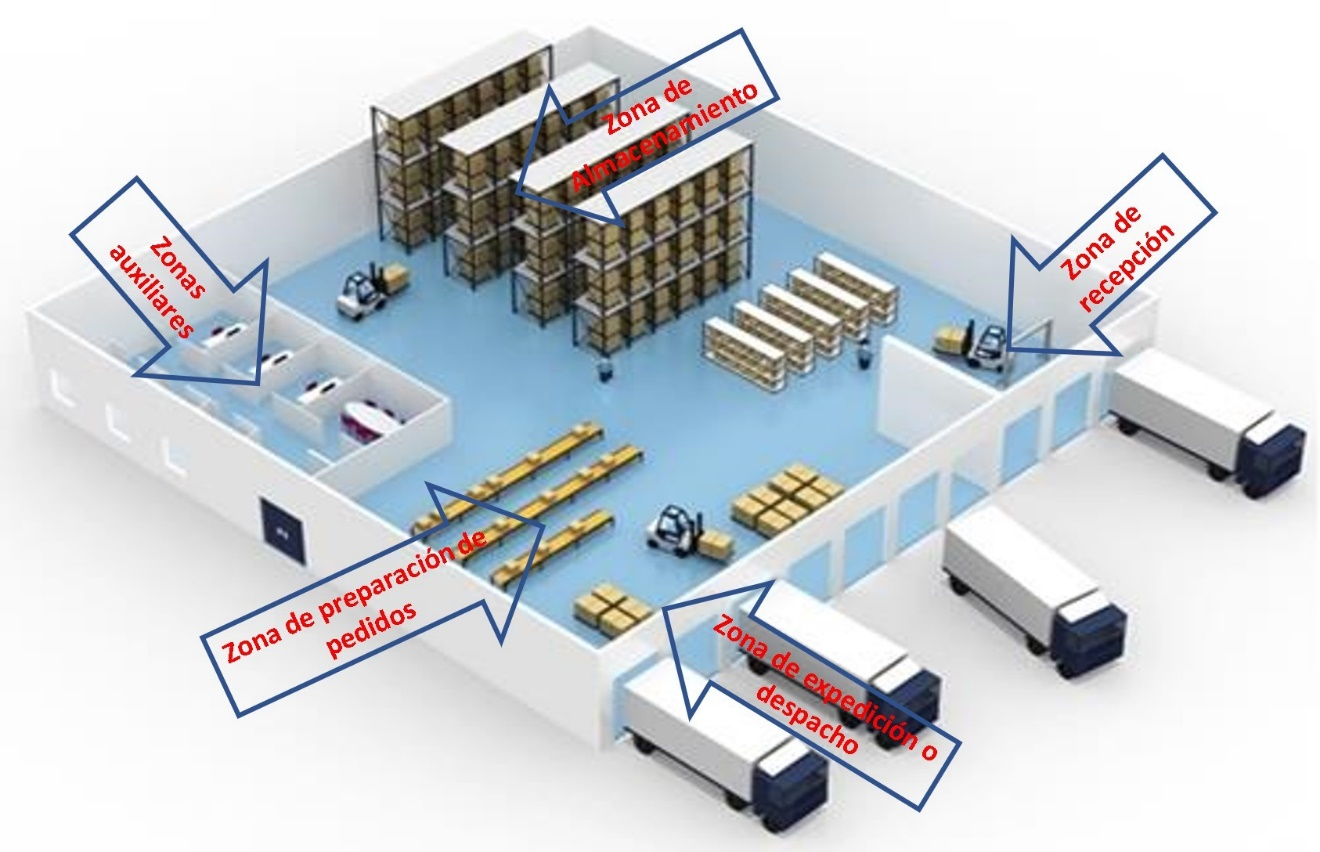 Zona de
Almacenamiento
Zonas
auxiliares
Zona de
recepción
Zona de preparación de
pedidos
Zona de expedición o
despacho